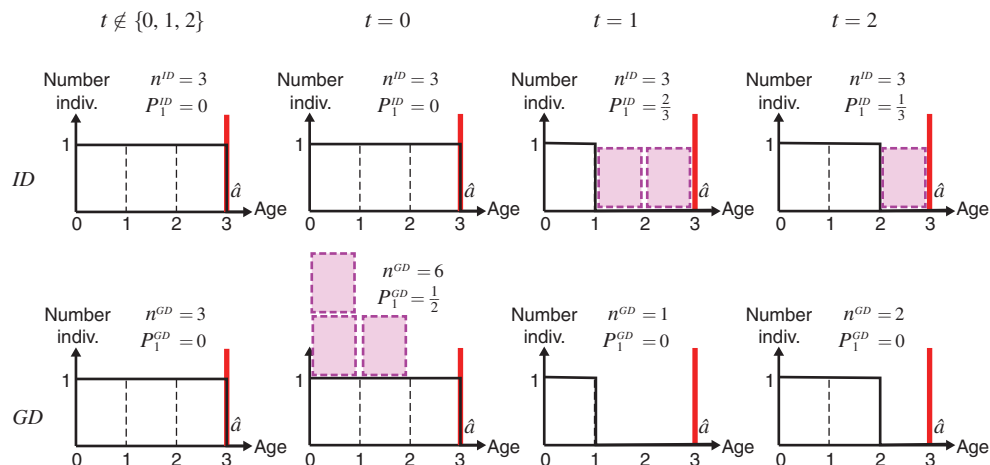 t ∉ {0, 1, 2} t = 0 t = 1 t = 2
Number indiv. n^{ID} = 3 P_1^{ID} = 0
1
ID
0 1 2 3 â Age
Number indiv. n^{ID} = 3 P_1^{ID} = 0
1
0 1 2 3 â Age
Number indiv. n^{ID} = 3 P_1^{ID} = 2/3
1
0 1 2 3 â Age
Number indiv. n^{ID} = 3 P_1^{ID} = 1/3
1
0 1 2 3 â Age
Number indiv. n^{GD} = 3 P_1^{GD} = 0
1
GD
0 1 2 3 â Age
Number indiv. n^{GD} = 6 P_1^{GD} = 1/2
1
0 1 2 3 â Age
Number indiv. n^{GD} = 1 P_1^{GD} = 0
1
0 1 2 3 â Age
Number indiv. n^{GD} = 2 P_1^{GD} = 0
1
0 1 2 3 â Age